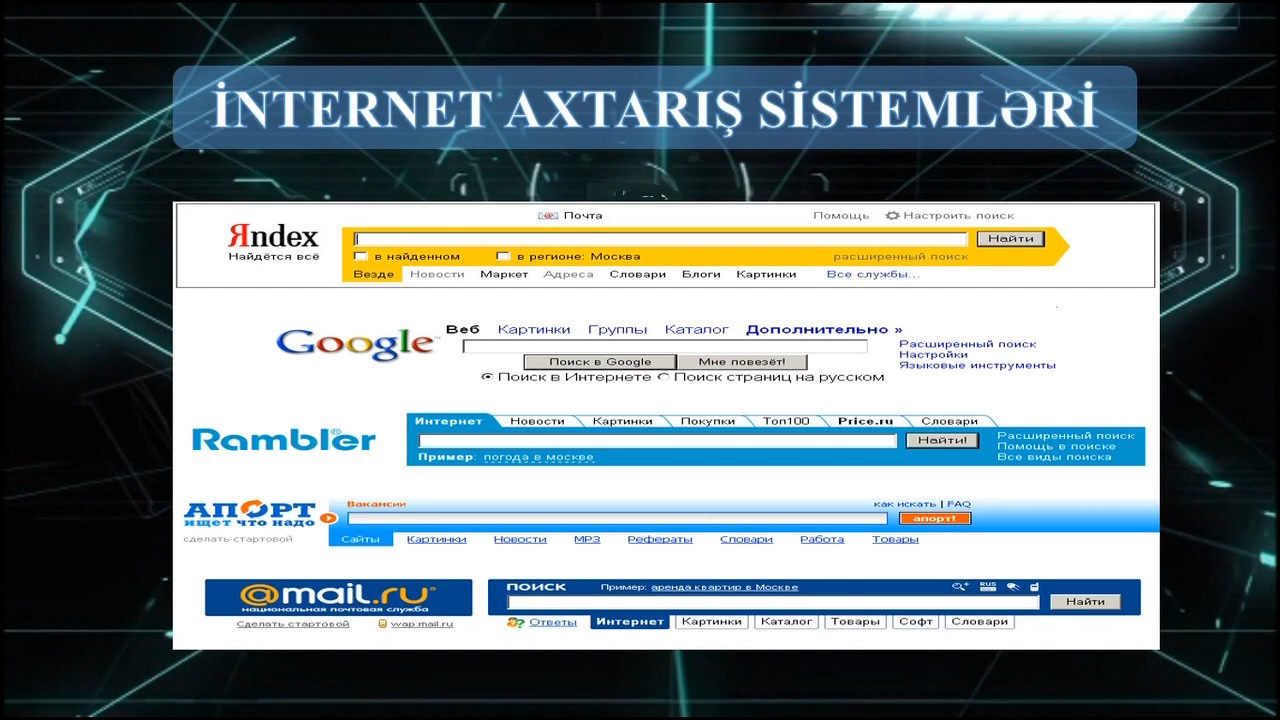 İNTERNET AXTARIŞ SİSTEMLƏRİ
Почта Помощь Настроить поиск
Яndex Найти
Найдётся всё в найденном в регионе: Москва расширенный поиск
Везде Новости Маркет Адреса Словари Блоги Картинки Все службы...
Веб Картинки Группы Каталог Дополнительно »
Google Расширенный поиск
Настройки
Поиск в Google Мне повезёт! Языковые инструменты
Поиск в Интернете Поиск страниц на русском
Интернет Новости Картинки Покупки Топ100 Price.ru Словари
Rambler® Найти! Расширенный поиск
Помощь в поиске
Пример: погода в москве Все виды поиска
Вакансии как искать | FAQ
АПОРТ апорт!
ищет что надо
сделать стартовой Сайты Картинки Новости MP3 Рефераты Словари Работа Товары
@mail.ru® ПОИСК Пример: аренда квартир в Москве RUS
национальная почтовая служба Найти
Сделать стартовой wap.mail.ru Ответы Интернет Картинки Каталог Товары Софт Словари